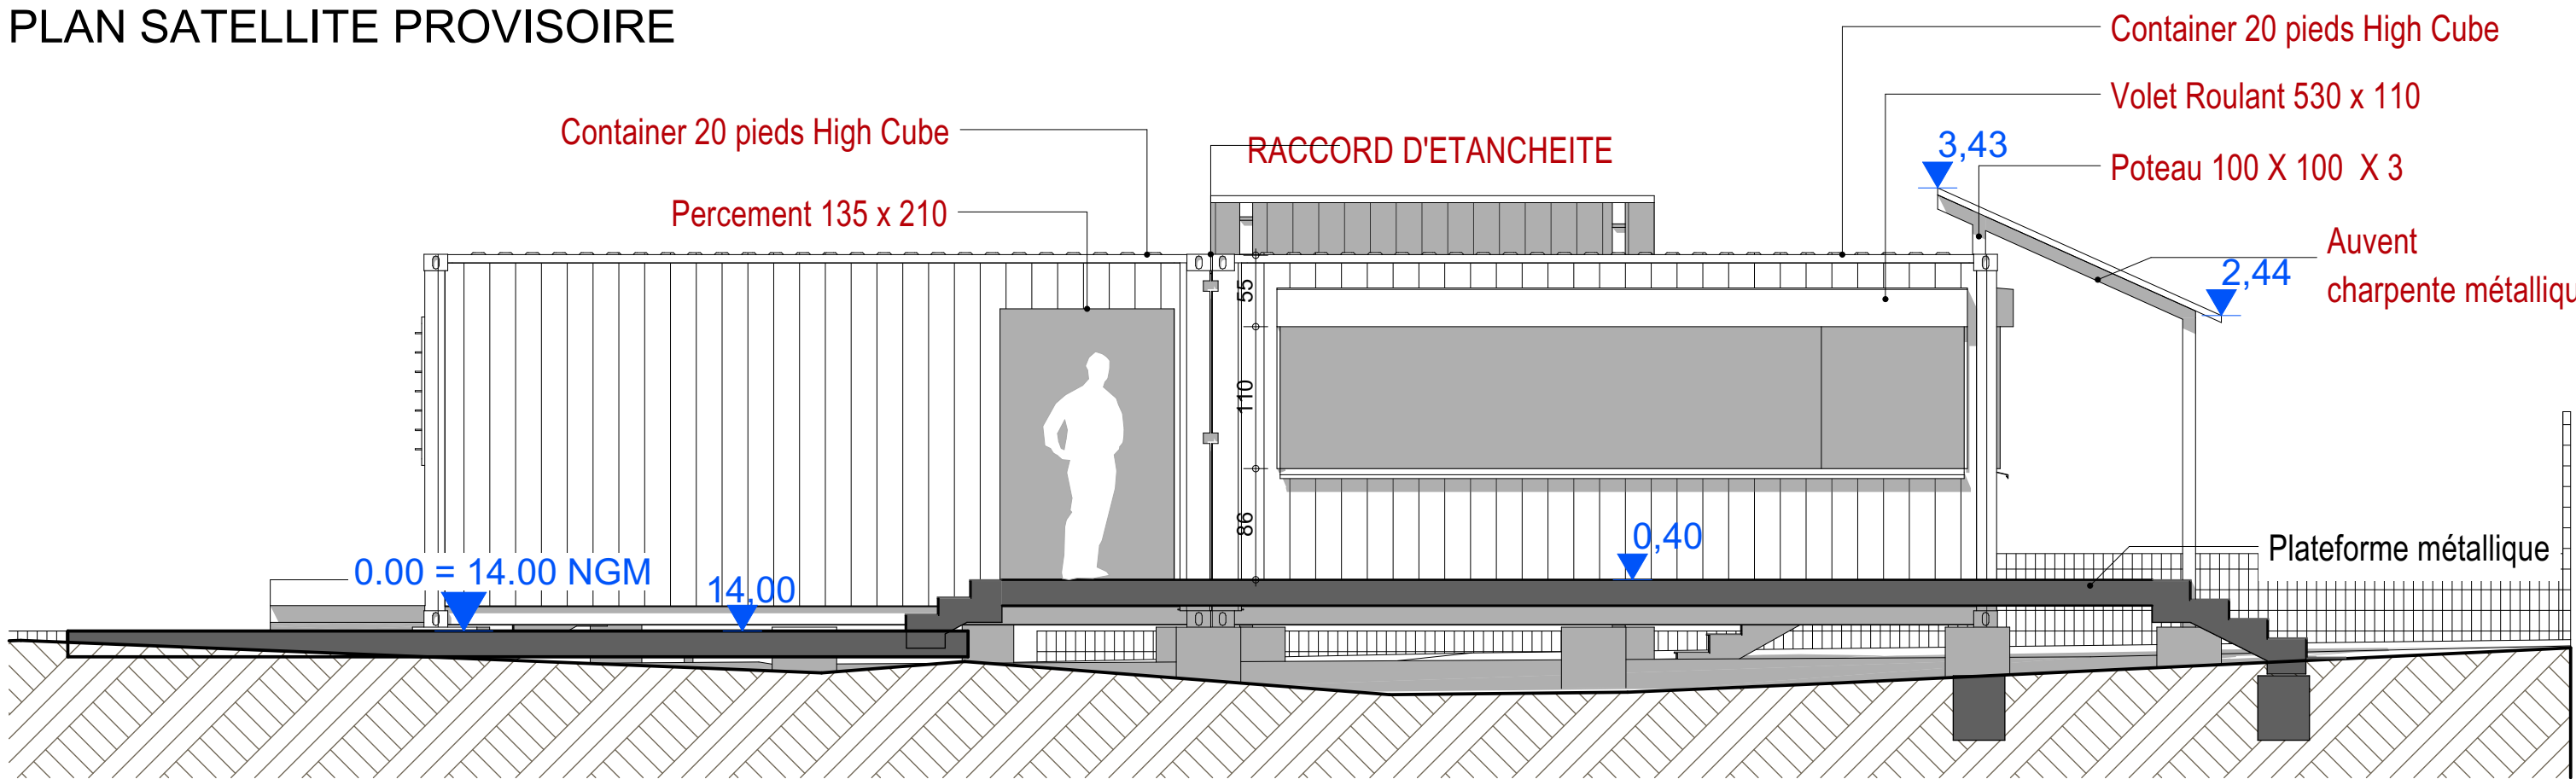 PLAN SATELLITE PROVISOIRE
Container 20 pieds High Cube
Volet Roulant 530 x 110
Container 20 pieds High Cube
RACCORD D'ETANCHEITE
3,43
Poteau 100 X 100 X 3
Percement 135 x 210
Auvent
charpente métalliqu
2,44
55
110
86
0,40
Plateforme métallique
0.00 = 14.00 NGM
14,00